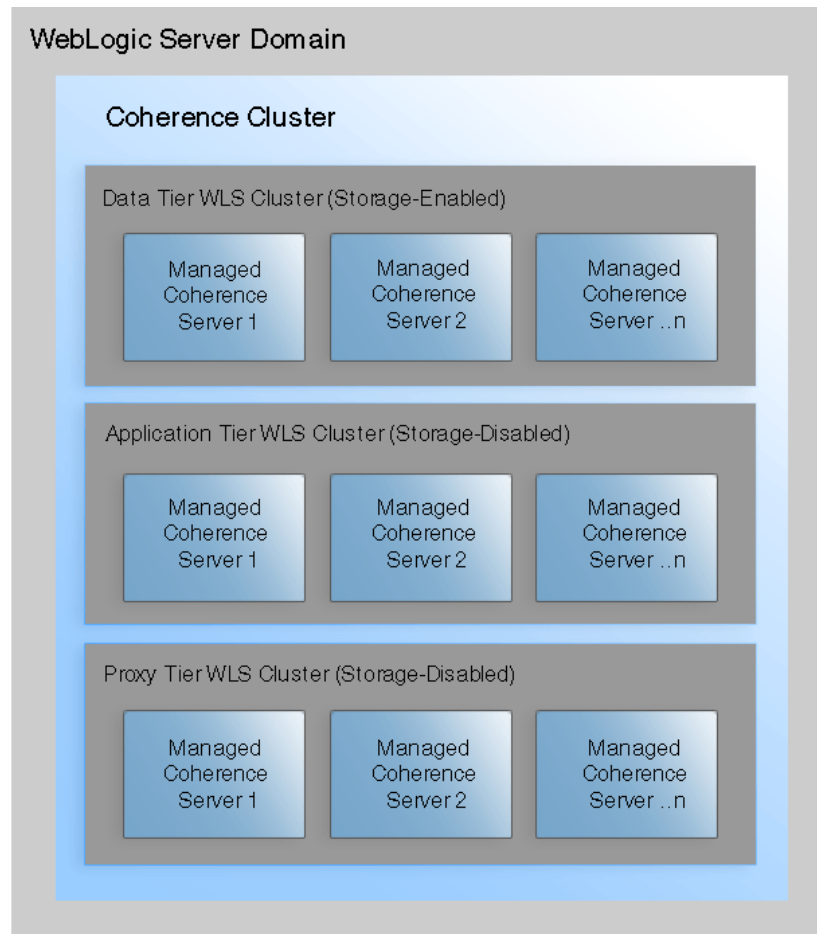 WebLogic Server Domain
Coherence Cluster
Data Tier WLS Cluster (Storage-Enabled)
Managed
Coherence
Server 1
Managed
Coherence
Server 2
Managed
Coherence
Server ..n
Application Tier WLS Cluster (Storage-Disabled)
Managed
Coherence
Server 1
Managed
Coherence
Server 2
Managed
Coherence
Server ..n
Proxy Tier WLS Cluster (Storage-Disabled)
Managed
Coherence
Server 1
Managed
Coherence
Server 2
Managed
Coherence
Server ..n